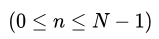 (0 ≤ n ≤ N − 1)